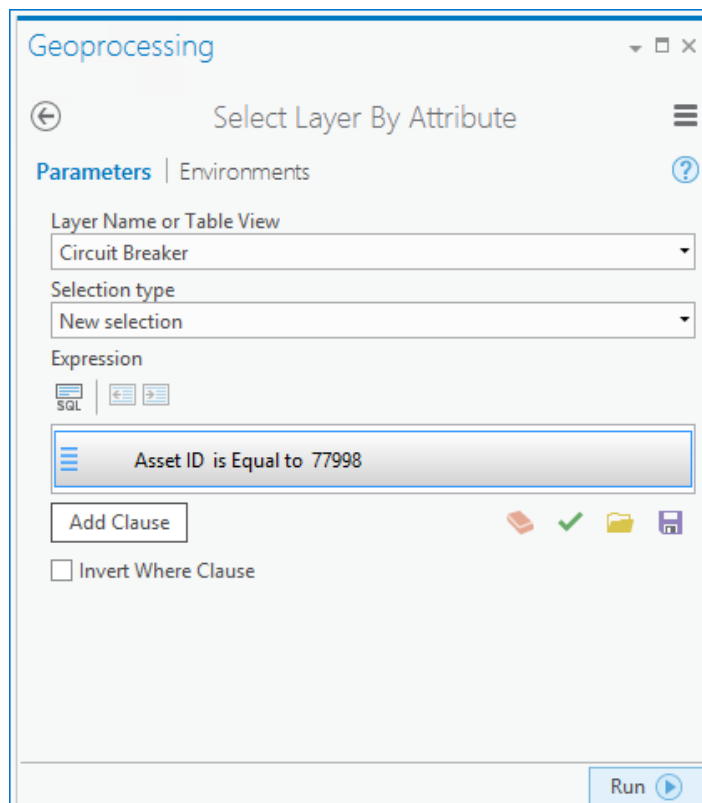 Geoprocessing
Select Layer By Attribute
Parameters Environments
?
Layer Name or Table View
Circuit Breaker
Selection type
New selection
Expression
SQL
Asset ID is Equal to 77998
Add Clause
Invert Where Clause
Run